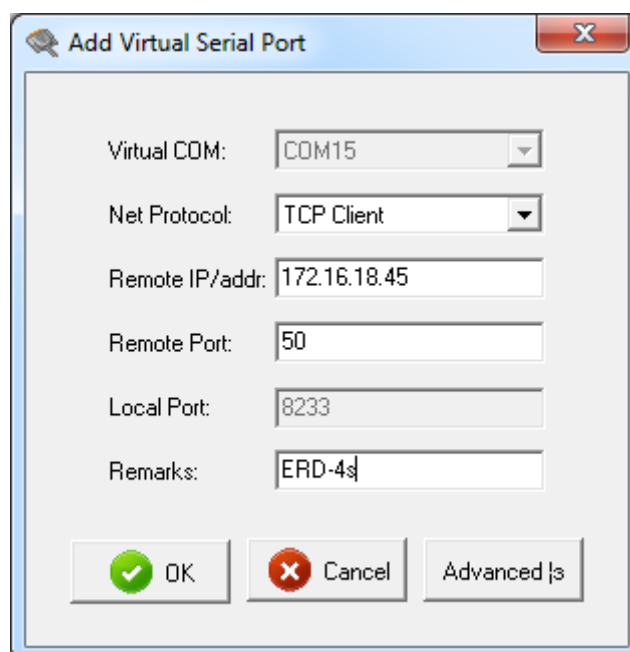 Add Virtual Serial Port
Virtual COM: COM15
Net Protocol: TCP Client
Remote IP/addr: 172.16.18.45
Remote Port: 50
Local Port: 8233
Remarks: ERD-4s
OK Cancel Advanced |з